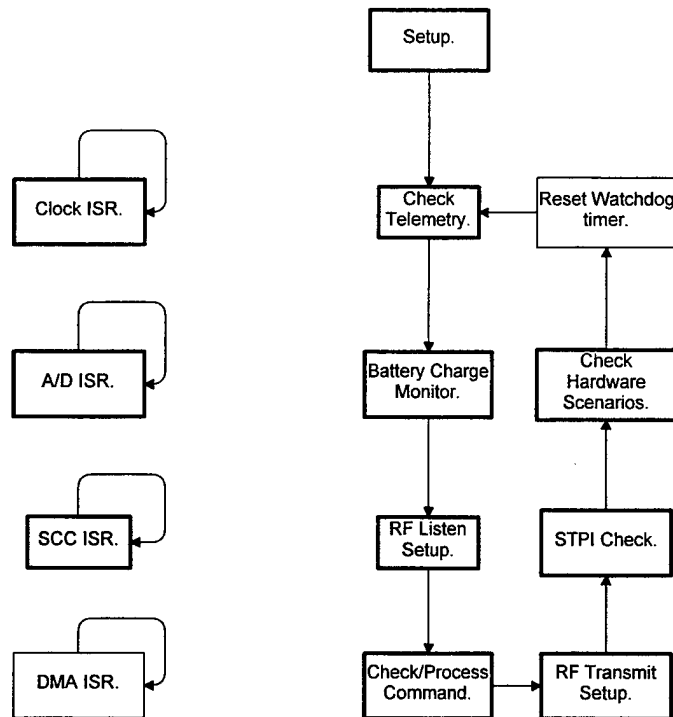 Setup.
Clock ISR.
Check
Telemetry.
Reset Watchdog
timer.
A/D ISR.
Battery Charge
Monitor.
Check
Hardware
Scenarios.
SCC ISR.
RF Listen
Setup.
STPI Check.
DMA ISR.
Check/Process
Command.
RF Transmit
Setup.